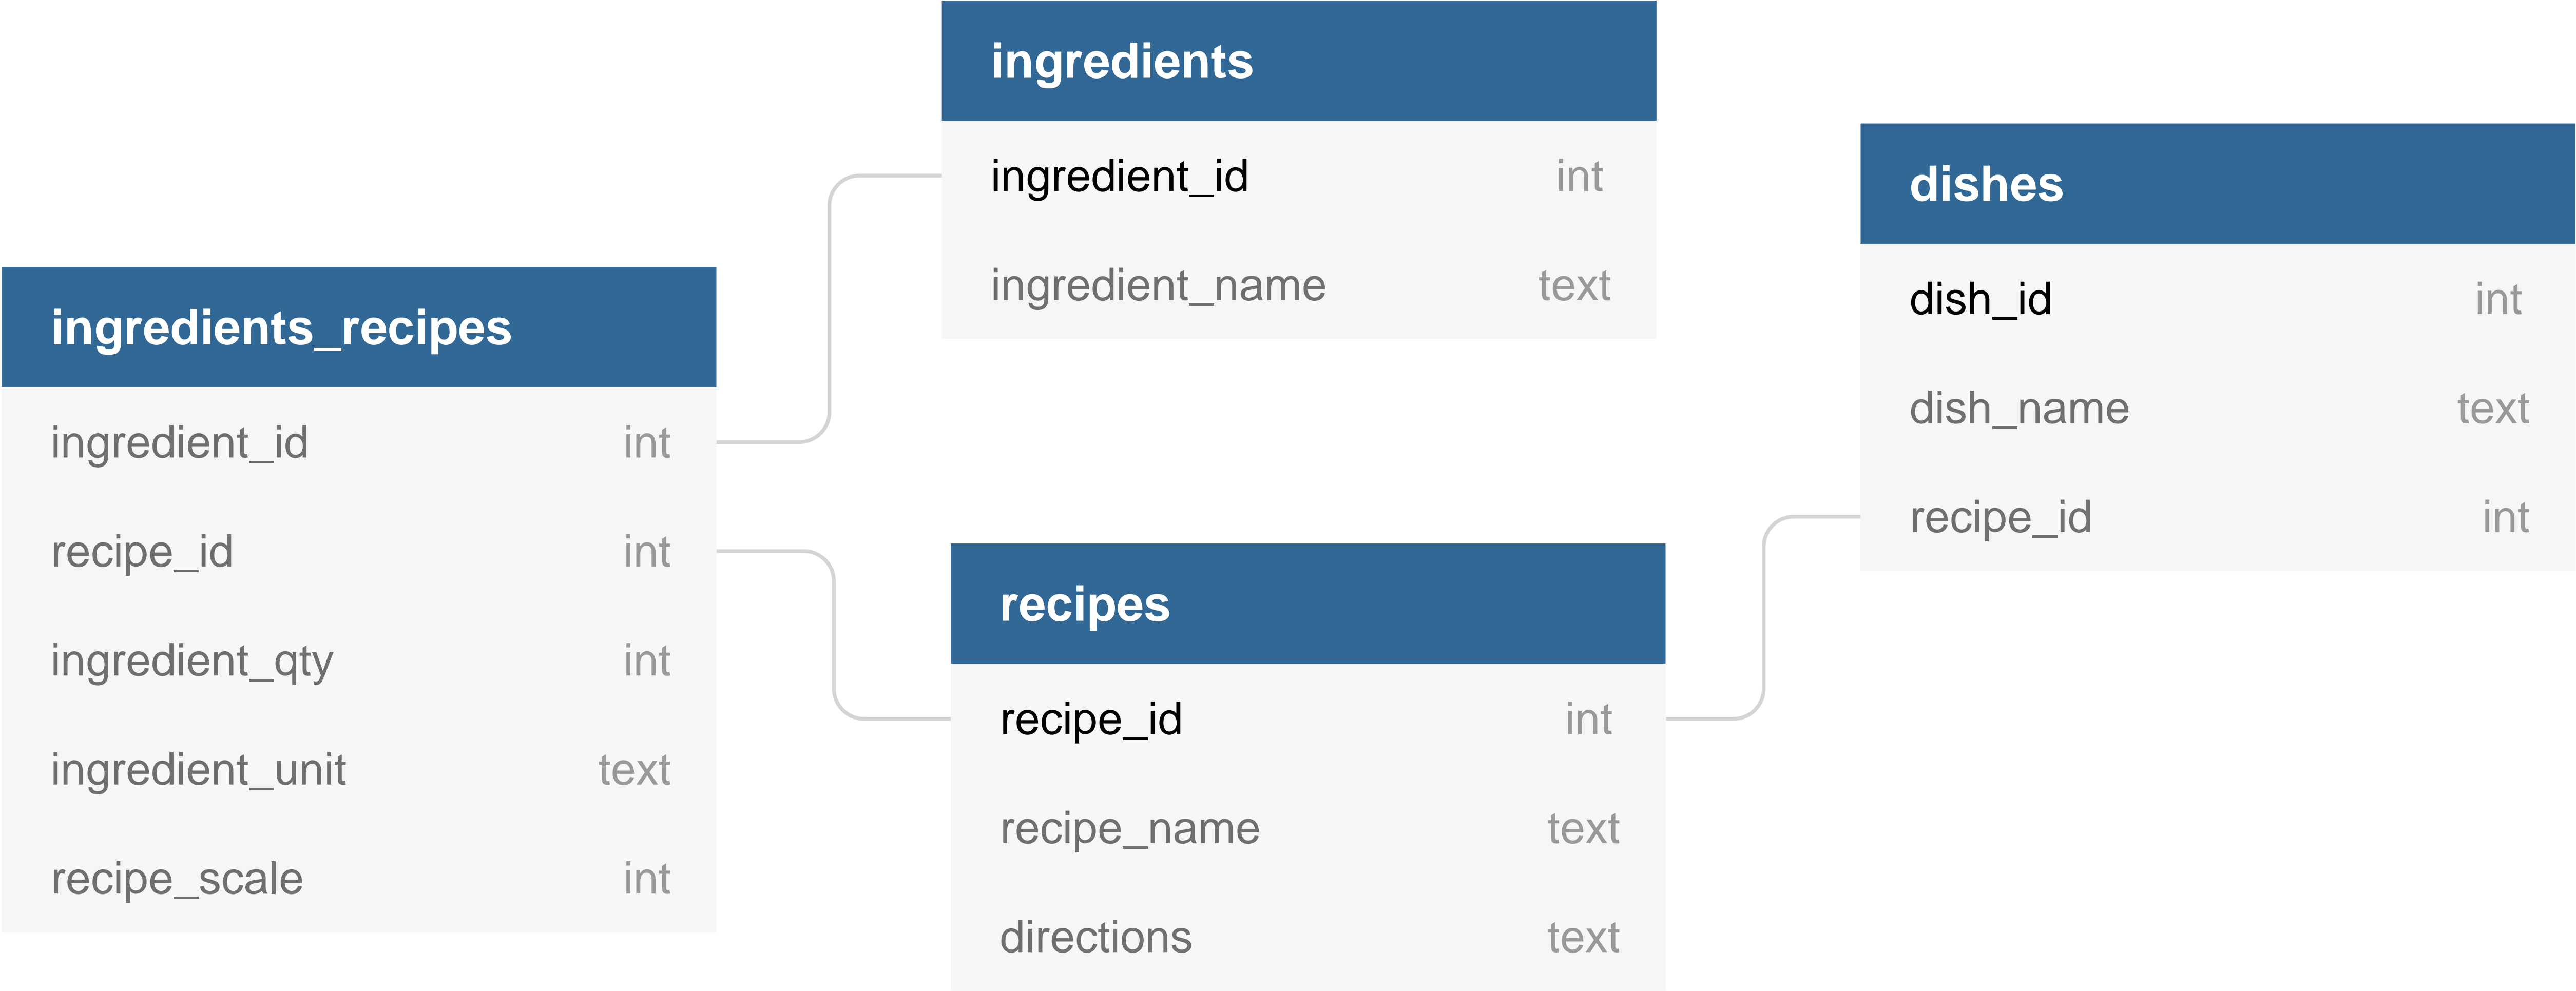 ingredients
ingredient_id int
ingredient_name text
dishes
dish_id int
dish_name text
recipe_id int
ingredients_recipes
ingredient_id int
recipe_id int
ingredient_qty int
ingredient_unit text
recipe_scale int
recipes
recipe_id int
recipe_name text
directions text